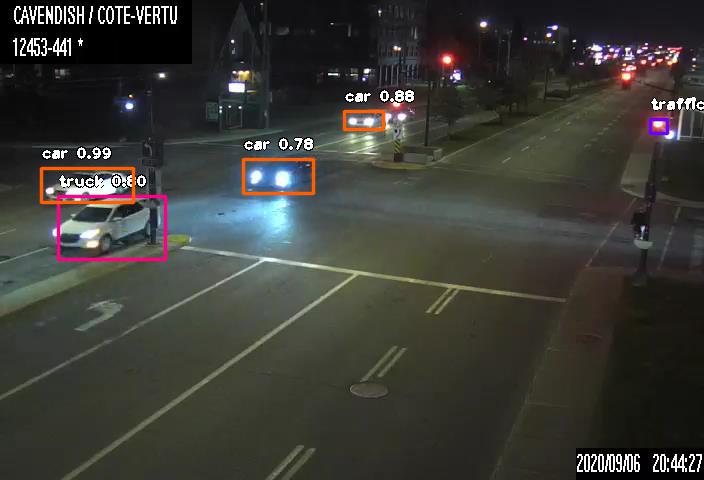 CAVENDISH / COTE-VERTU
12453-441 *
car 0.88
traffic
car 0.78
car 0.99
truck 0.80
2020/09/06 20:44:27